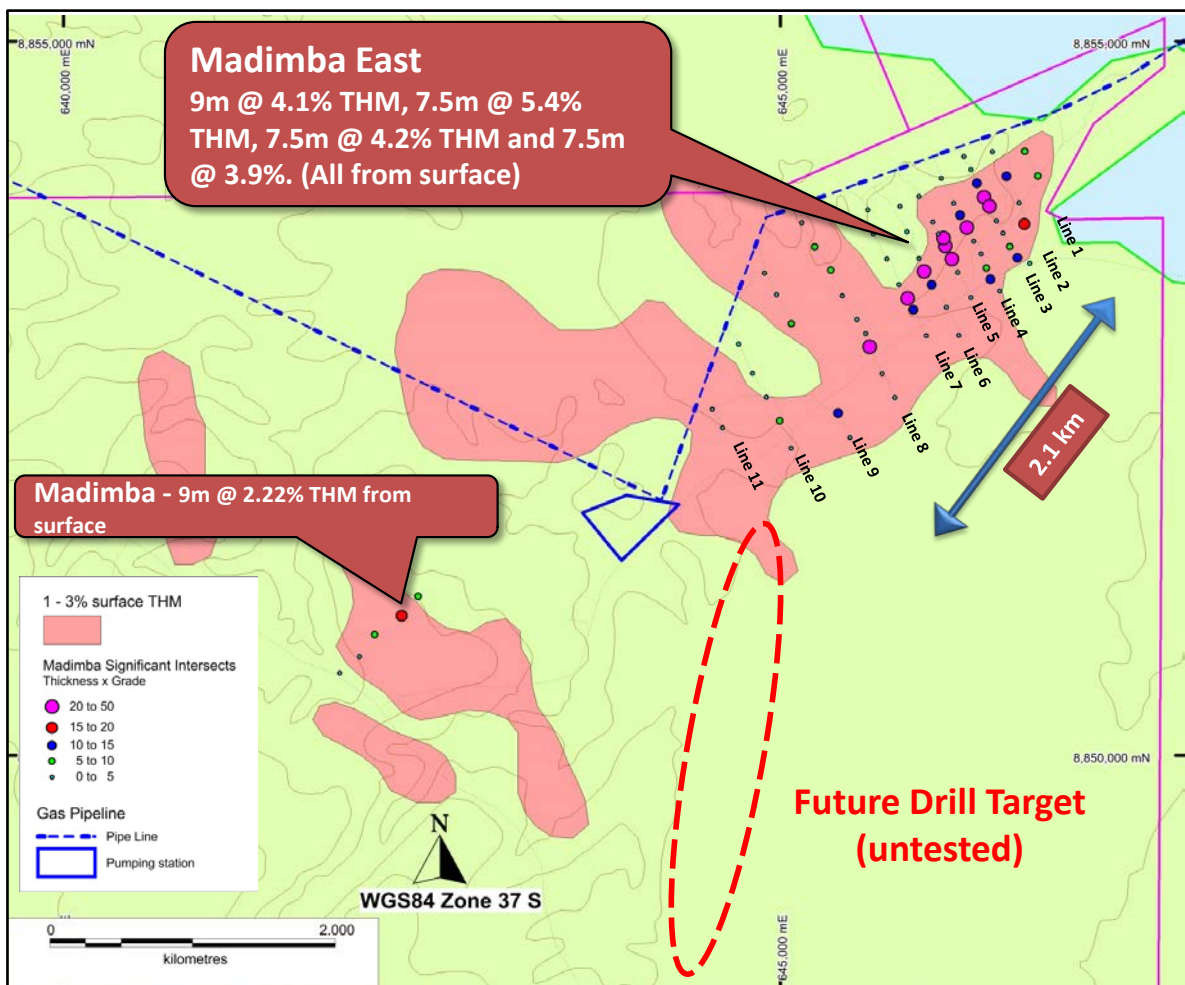 8,855,000 mN
640,000 mE
645,000 mE
8,855,000 mN
Madimba East
9m @ 4.1% THM, 7.5m @ 5.4%
THM, 7.5m @ 4.2% THM and 7.5m
@ 3.9%. (All from surface)
Line 1
Line 2
Line 3
Line 4
Line 5
Line 6
Line 7
Line 8
Line 9
Line 10
Line 11
2.1 km
Madimba - 9m @ 2.22% THM from
surface
1 - 3% surface THM
Madimba Significant Intersects
Thickness x Grade
20 to 50
15 to 20
10 to 15
5 to 10
0 to 5
Gas Pipeline
Pipe Line
Pumping station
N
WGS84 Zone 37 S
8,850,000 mN
Future Drill Target
(untested)
0 2.000
kilometres
645,000 mE